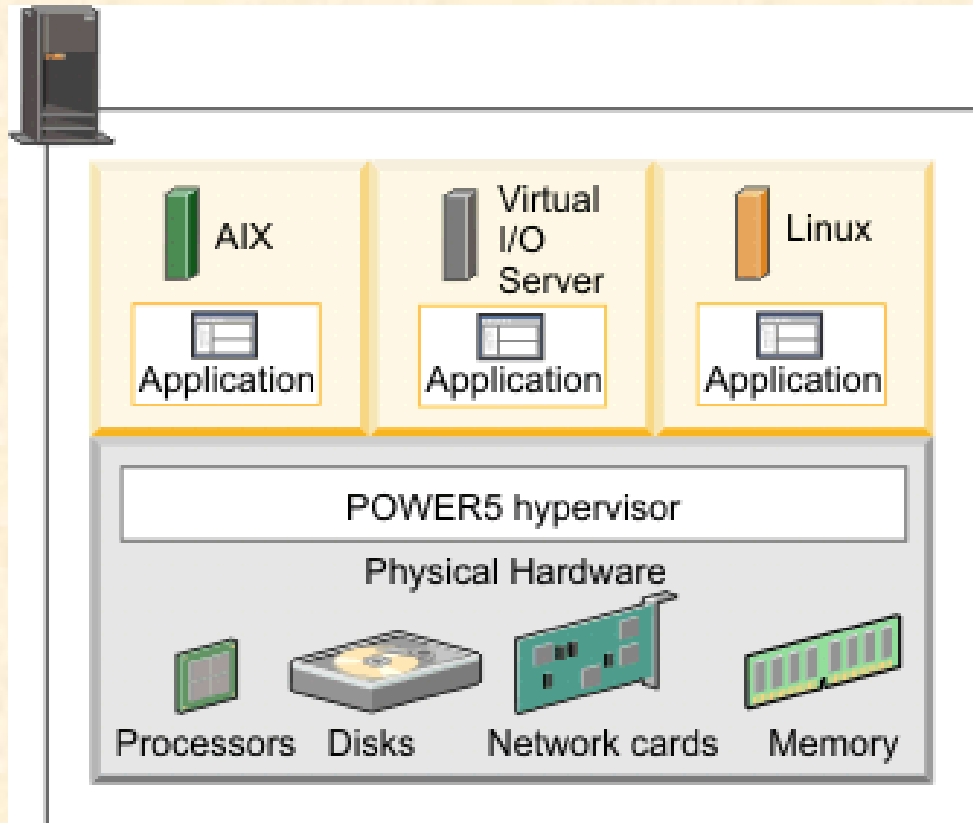 AIX
Virtual
I/O
Server
Linux
Application
Application
Application
POWER5 hypervisor
Physical Hardware
Processors
Disks
Network cards
Memory